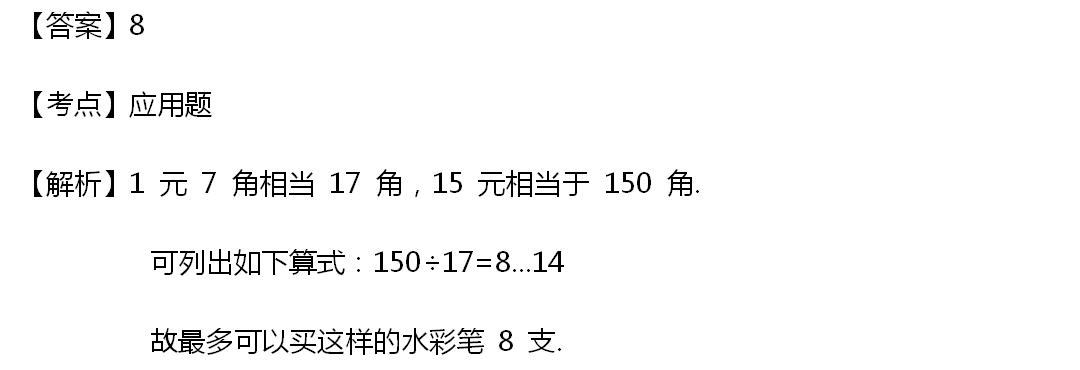 【答案】8
【考点】应用题
【解析】1 元 7 角相当 17 角，15 元相当于 150 角.
可列出如下算式：150÷17=8...14
故最多可以买这样的水彩笔 8 支.